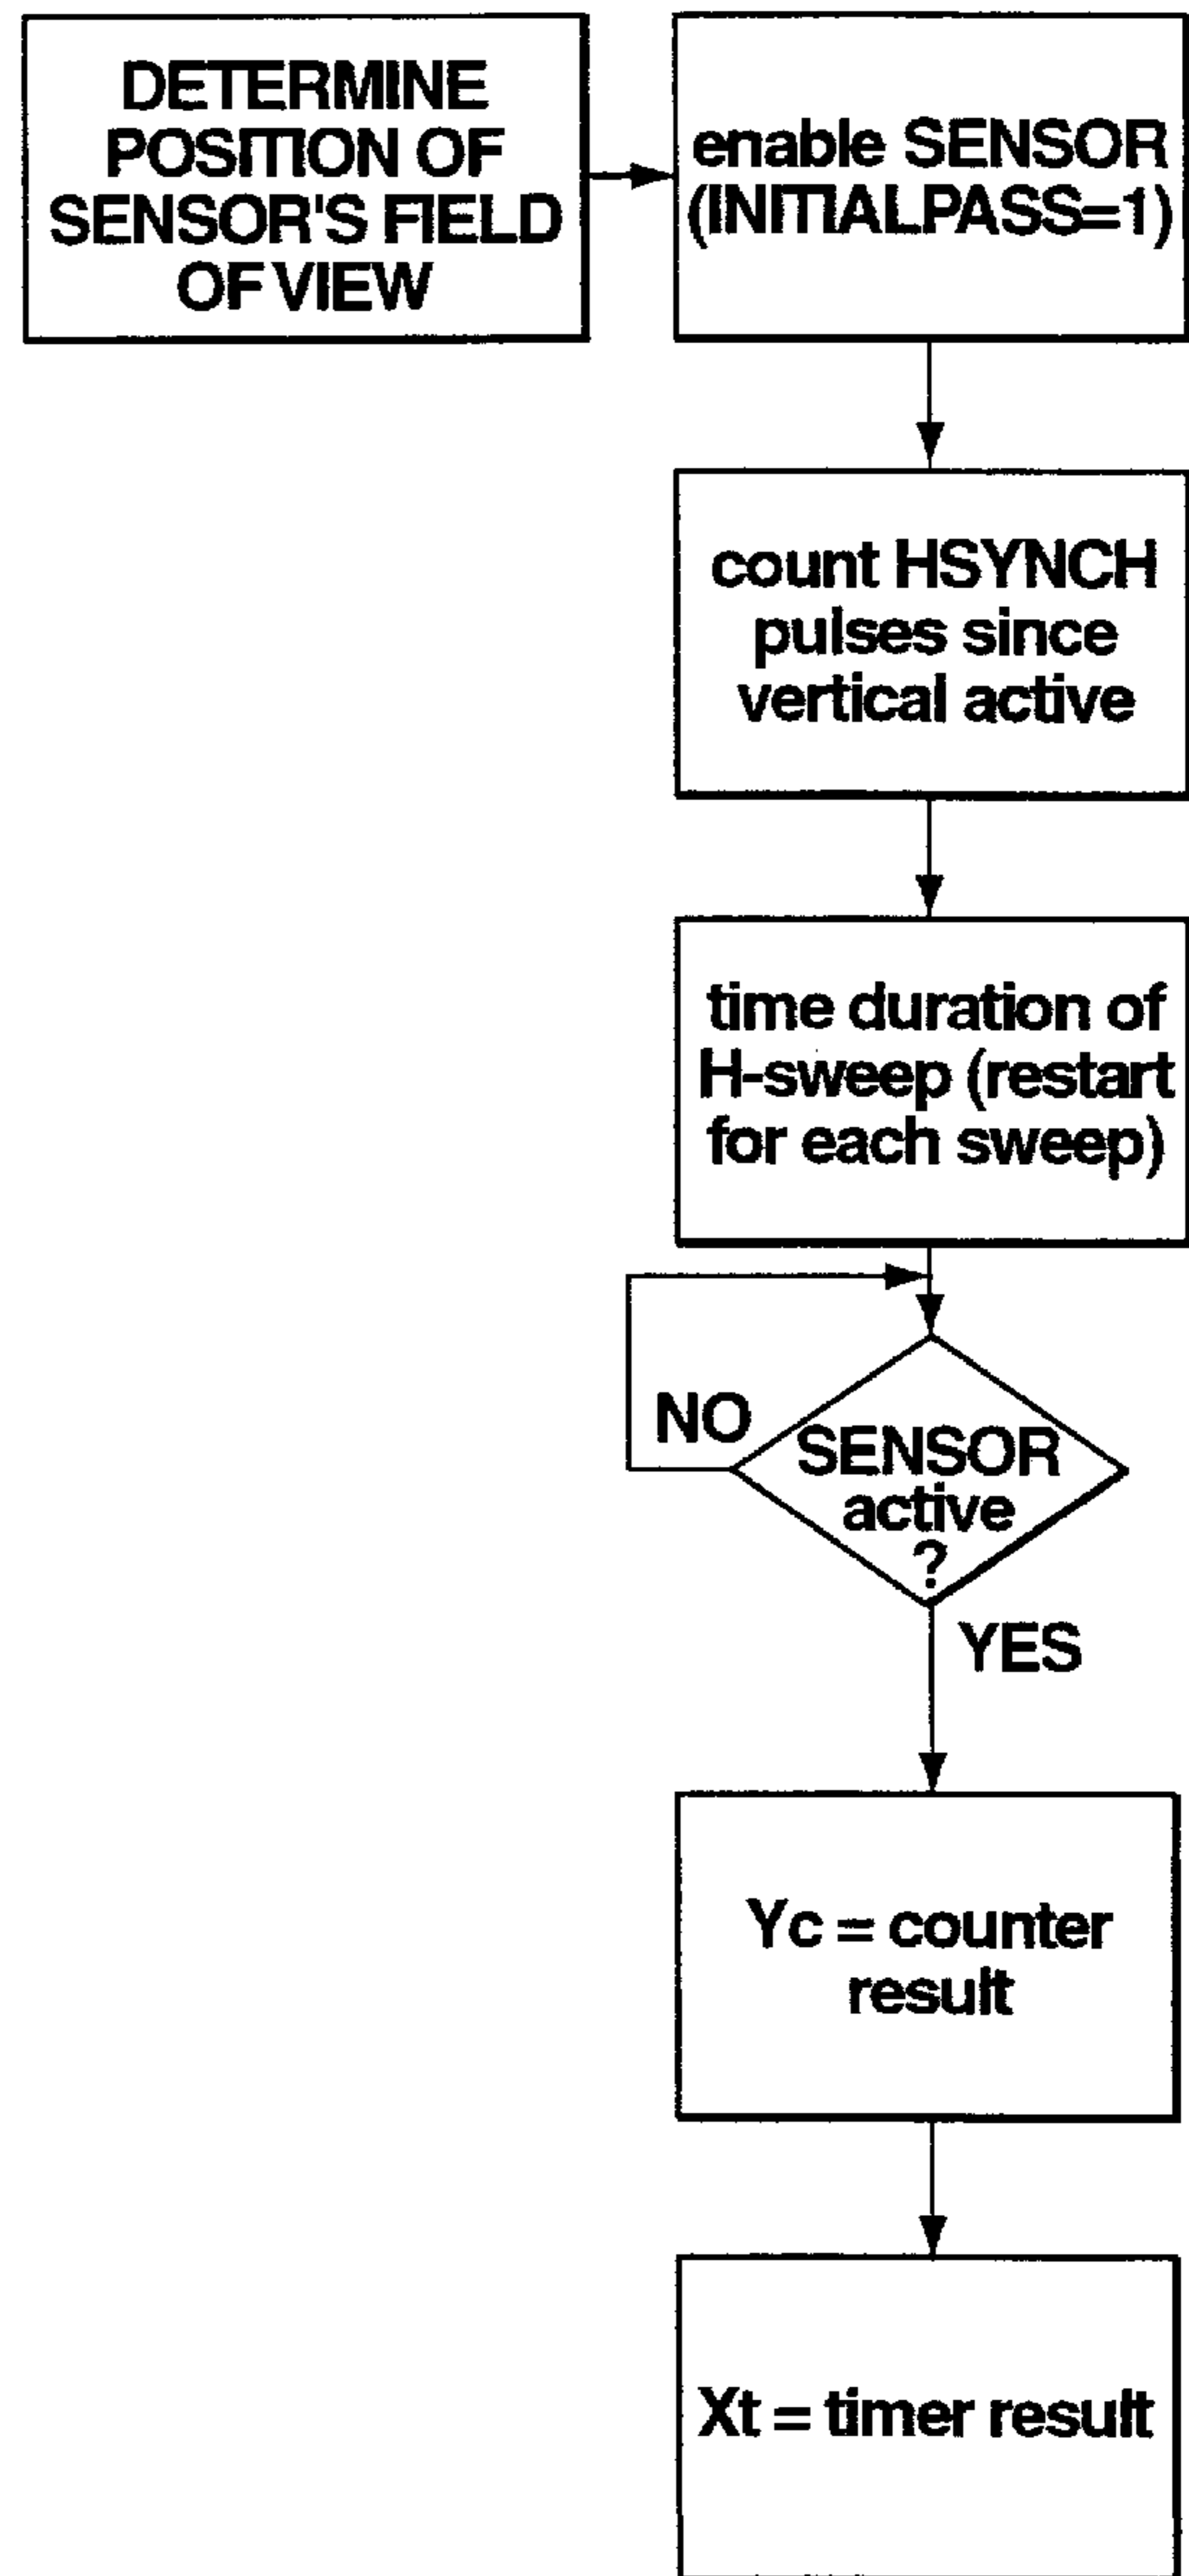 DETERMINE
POSITION OF
SENSOR'S FIELD
OF VIEW
enable SENSOR
(INITIALPASS=1)
count HSYNCH
pulses since
vertical active
time duration of
H-sweep (restart
for each sweep)
NO
SENSOR
active
?
YES
Yc = counter
result
Xt = timer result